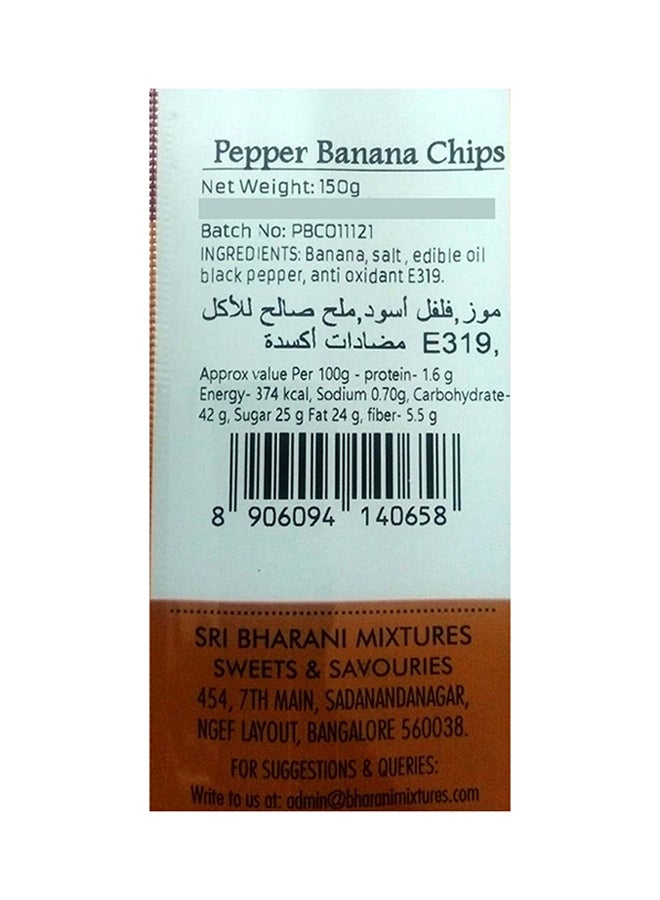 Pepper Banana Chips
Net Weight: 150g
Batch No: PBC011121
INGREDIENTS: Banana, salt , edible oil
black pepper, anti oxidant E319.
موز ,فلفل أسود,ملح صالح للأكل
,E319 مضادات أكسدة
Approx value Per 100g - protein- 1.6 g
Energy- 374 kcal, Sodium 0.70g, Carbohydrate-
42 g, Sugar 25 g Fat 24 g, fiber- 5.5 g
8 906094 140658
SRI BHARANI MIXTURES
SWEETS & SAVOURIES
454, 7TH MAIN, SADANANDANAGAR,
NGEF LAYOUT, BANGALORE 560038.
FOR SUGGESTIONS & QUERIES:
Write to us at: admin@bharanimixtures.com